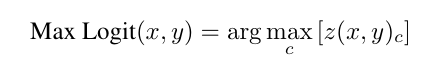 Max Logit(x, y) = arg max_c [z(x, y)_c]